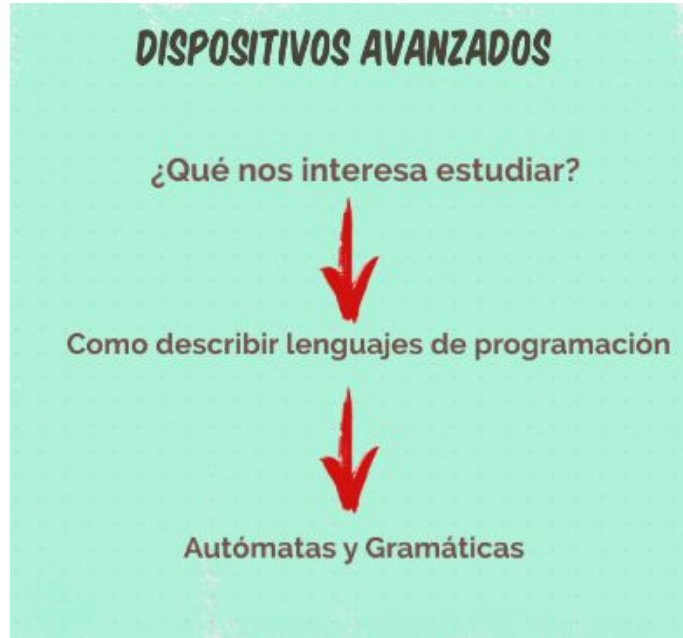 DISPOSITIVOS AVANZADOS
¿Qué nos interesa estudiar?
Como describir lenguajes de programación
Autómatas y Gramáticas